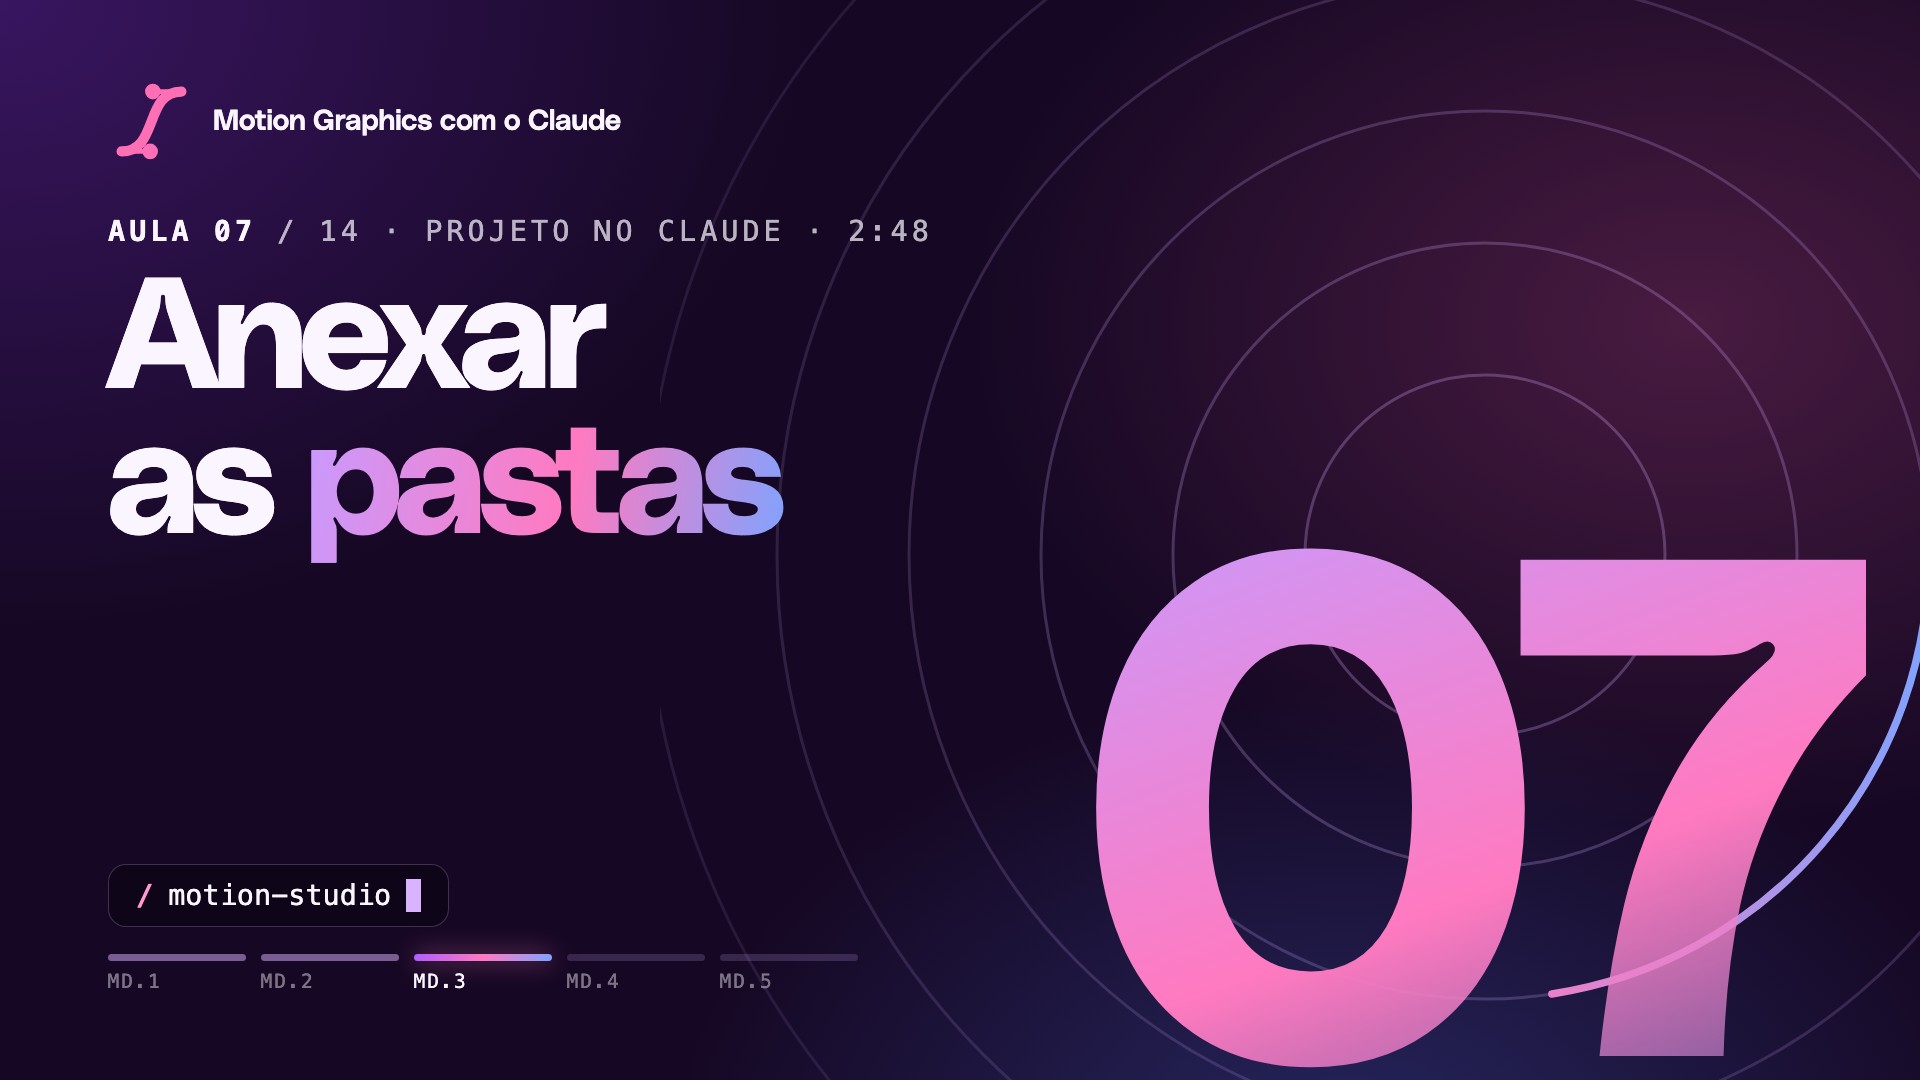 Motion Graphics com o Claude
AULA 07 / 14 · PROJETO NO CLAUDE · 2:48
Anexar
as pastas
07
/ motion-studio
MD.1 MD.2 MD.3 MD.4 MD.5